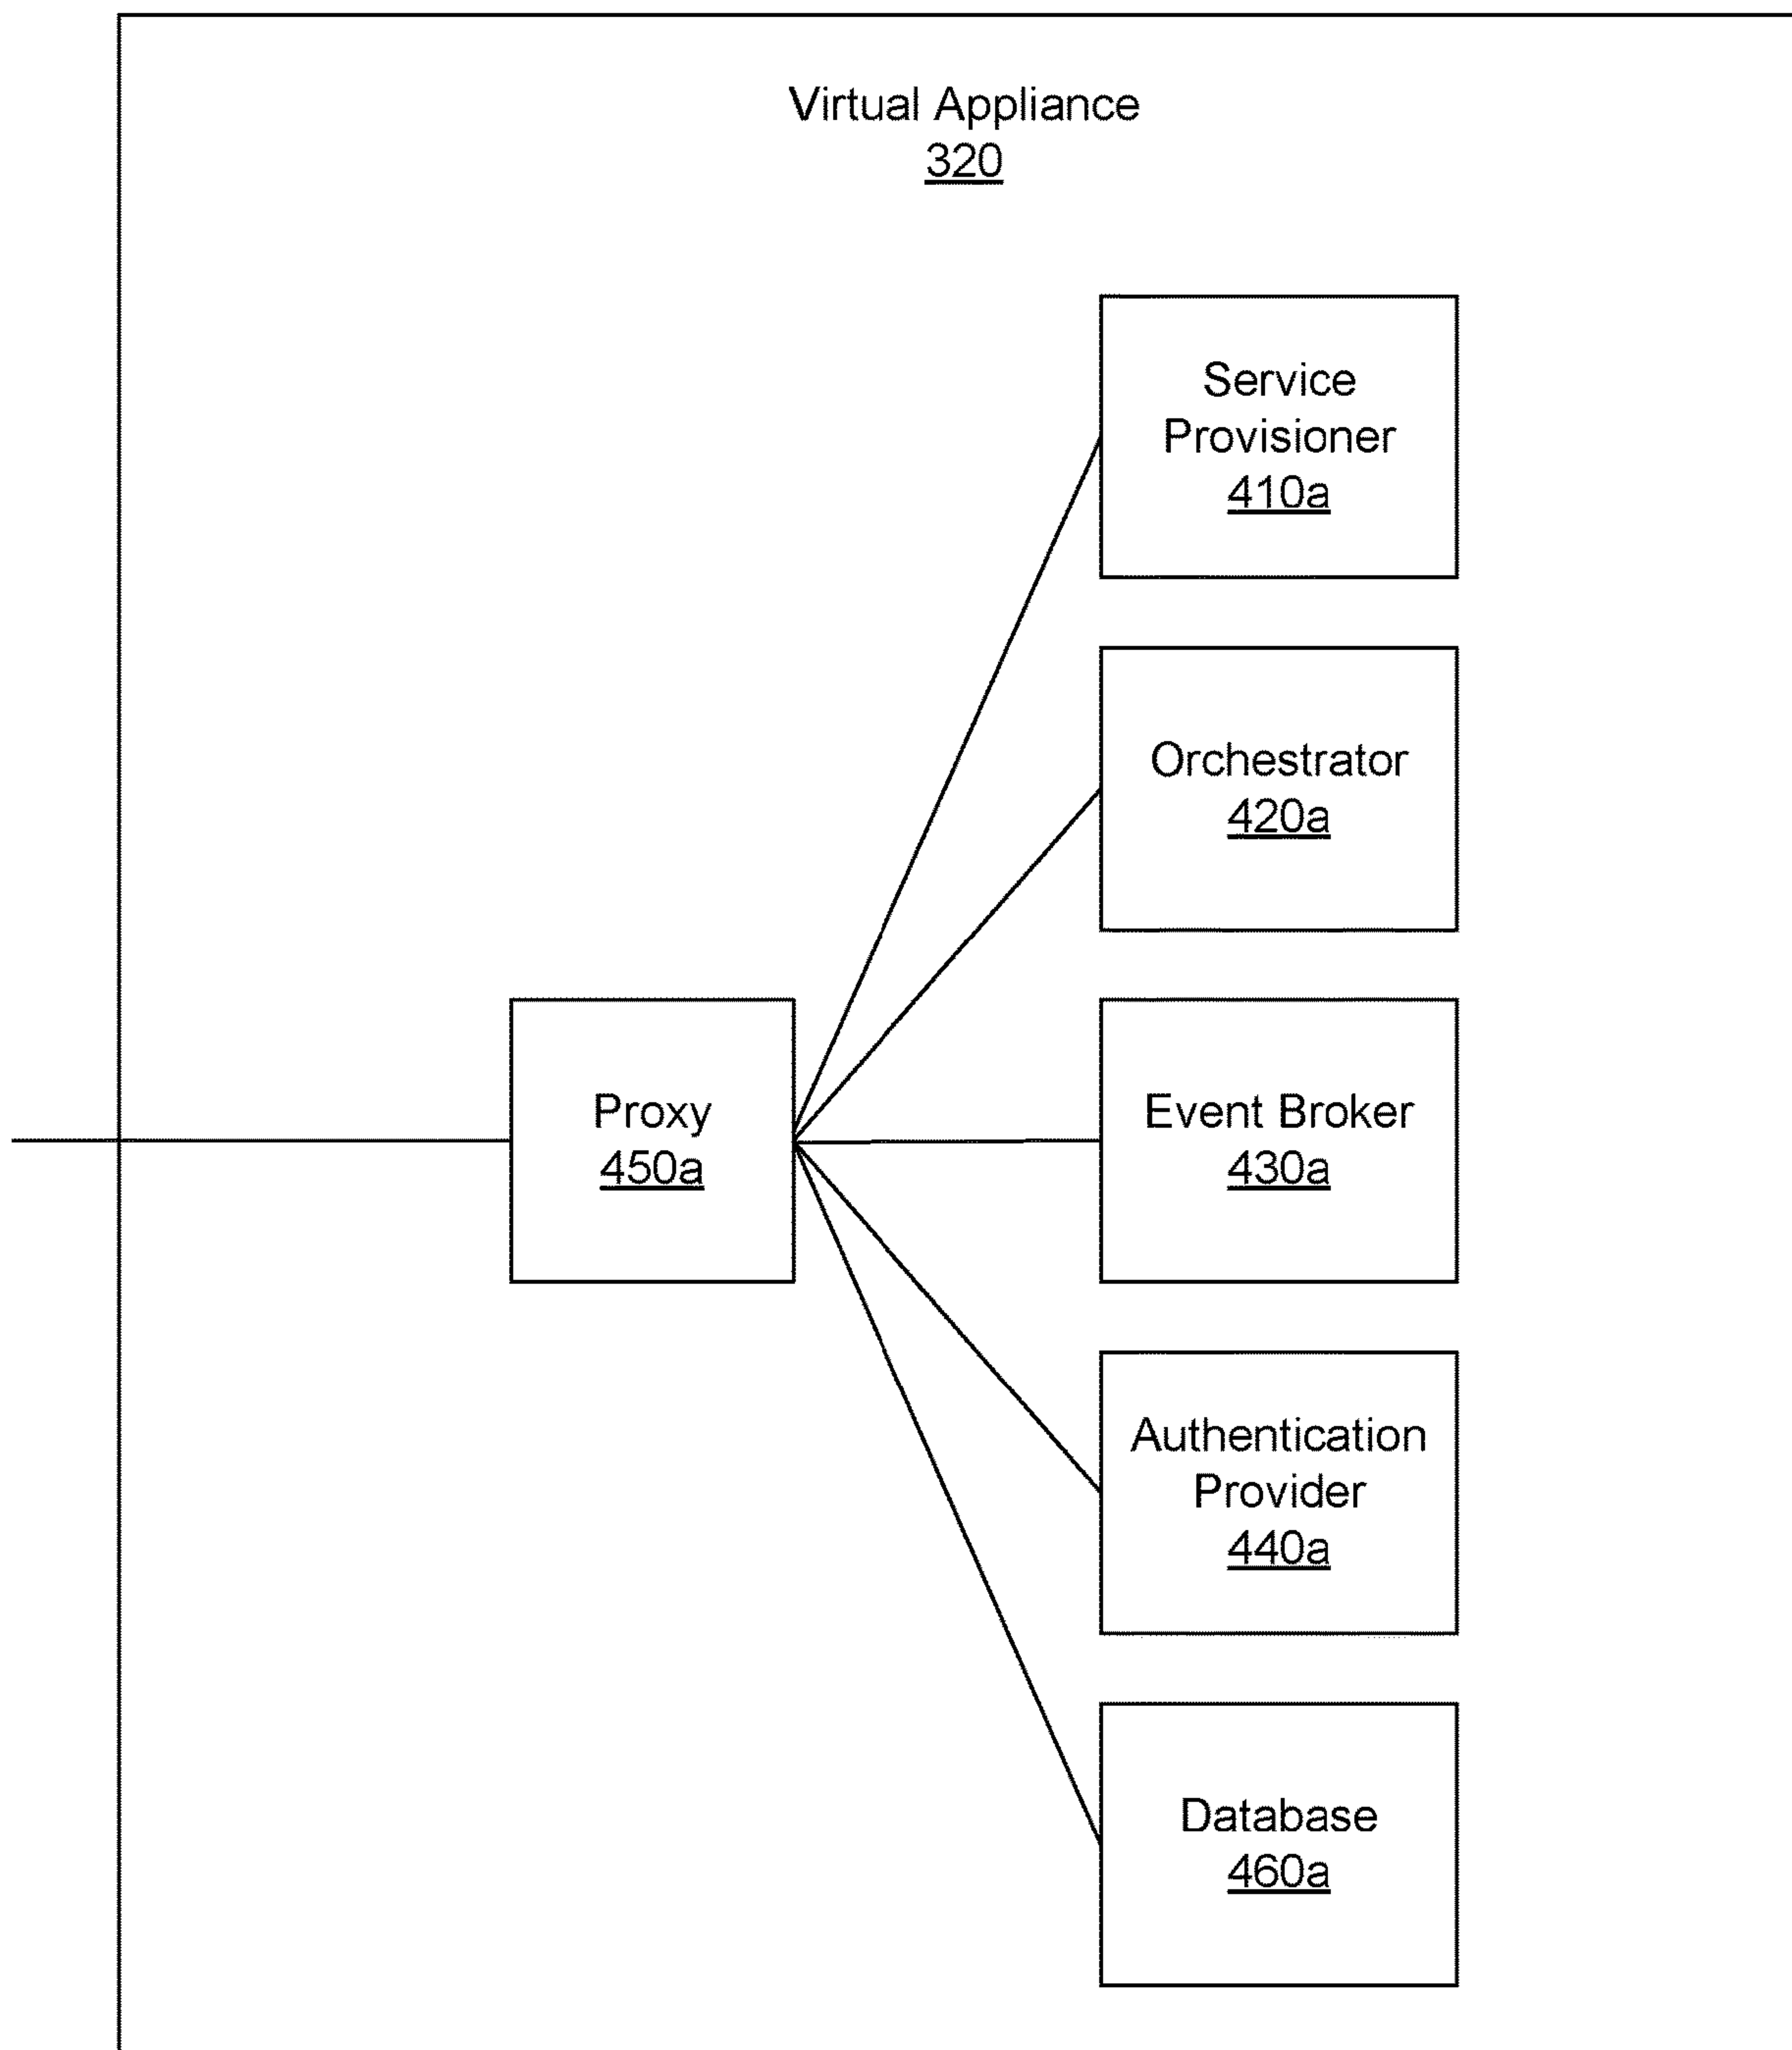 Virtual Appliance
320
Service
Provisioner
410a
Orchestrator
420a
Proxy
450a
Event Broker
430a
Authentication
Provider
440a
Database
460a